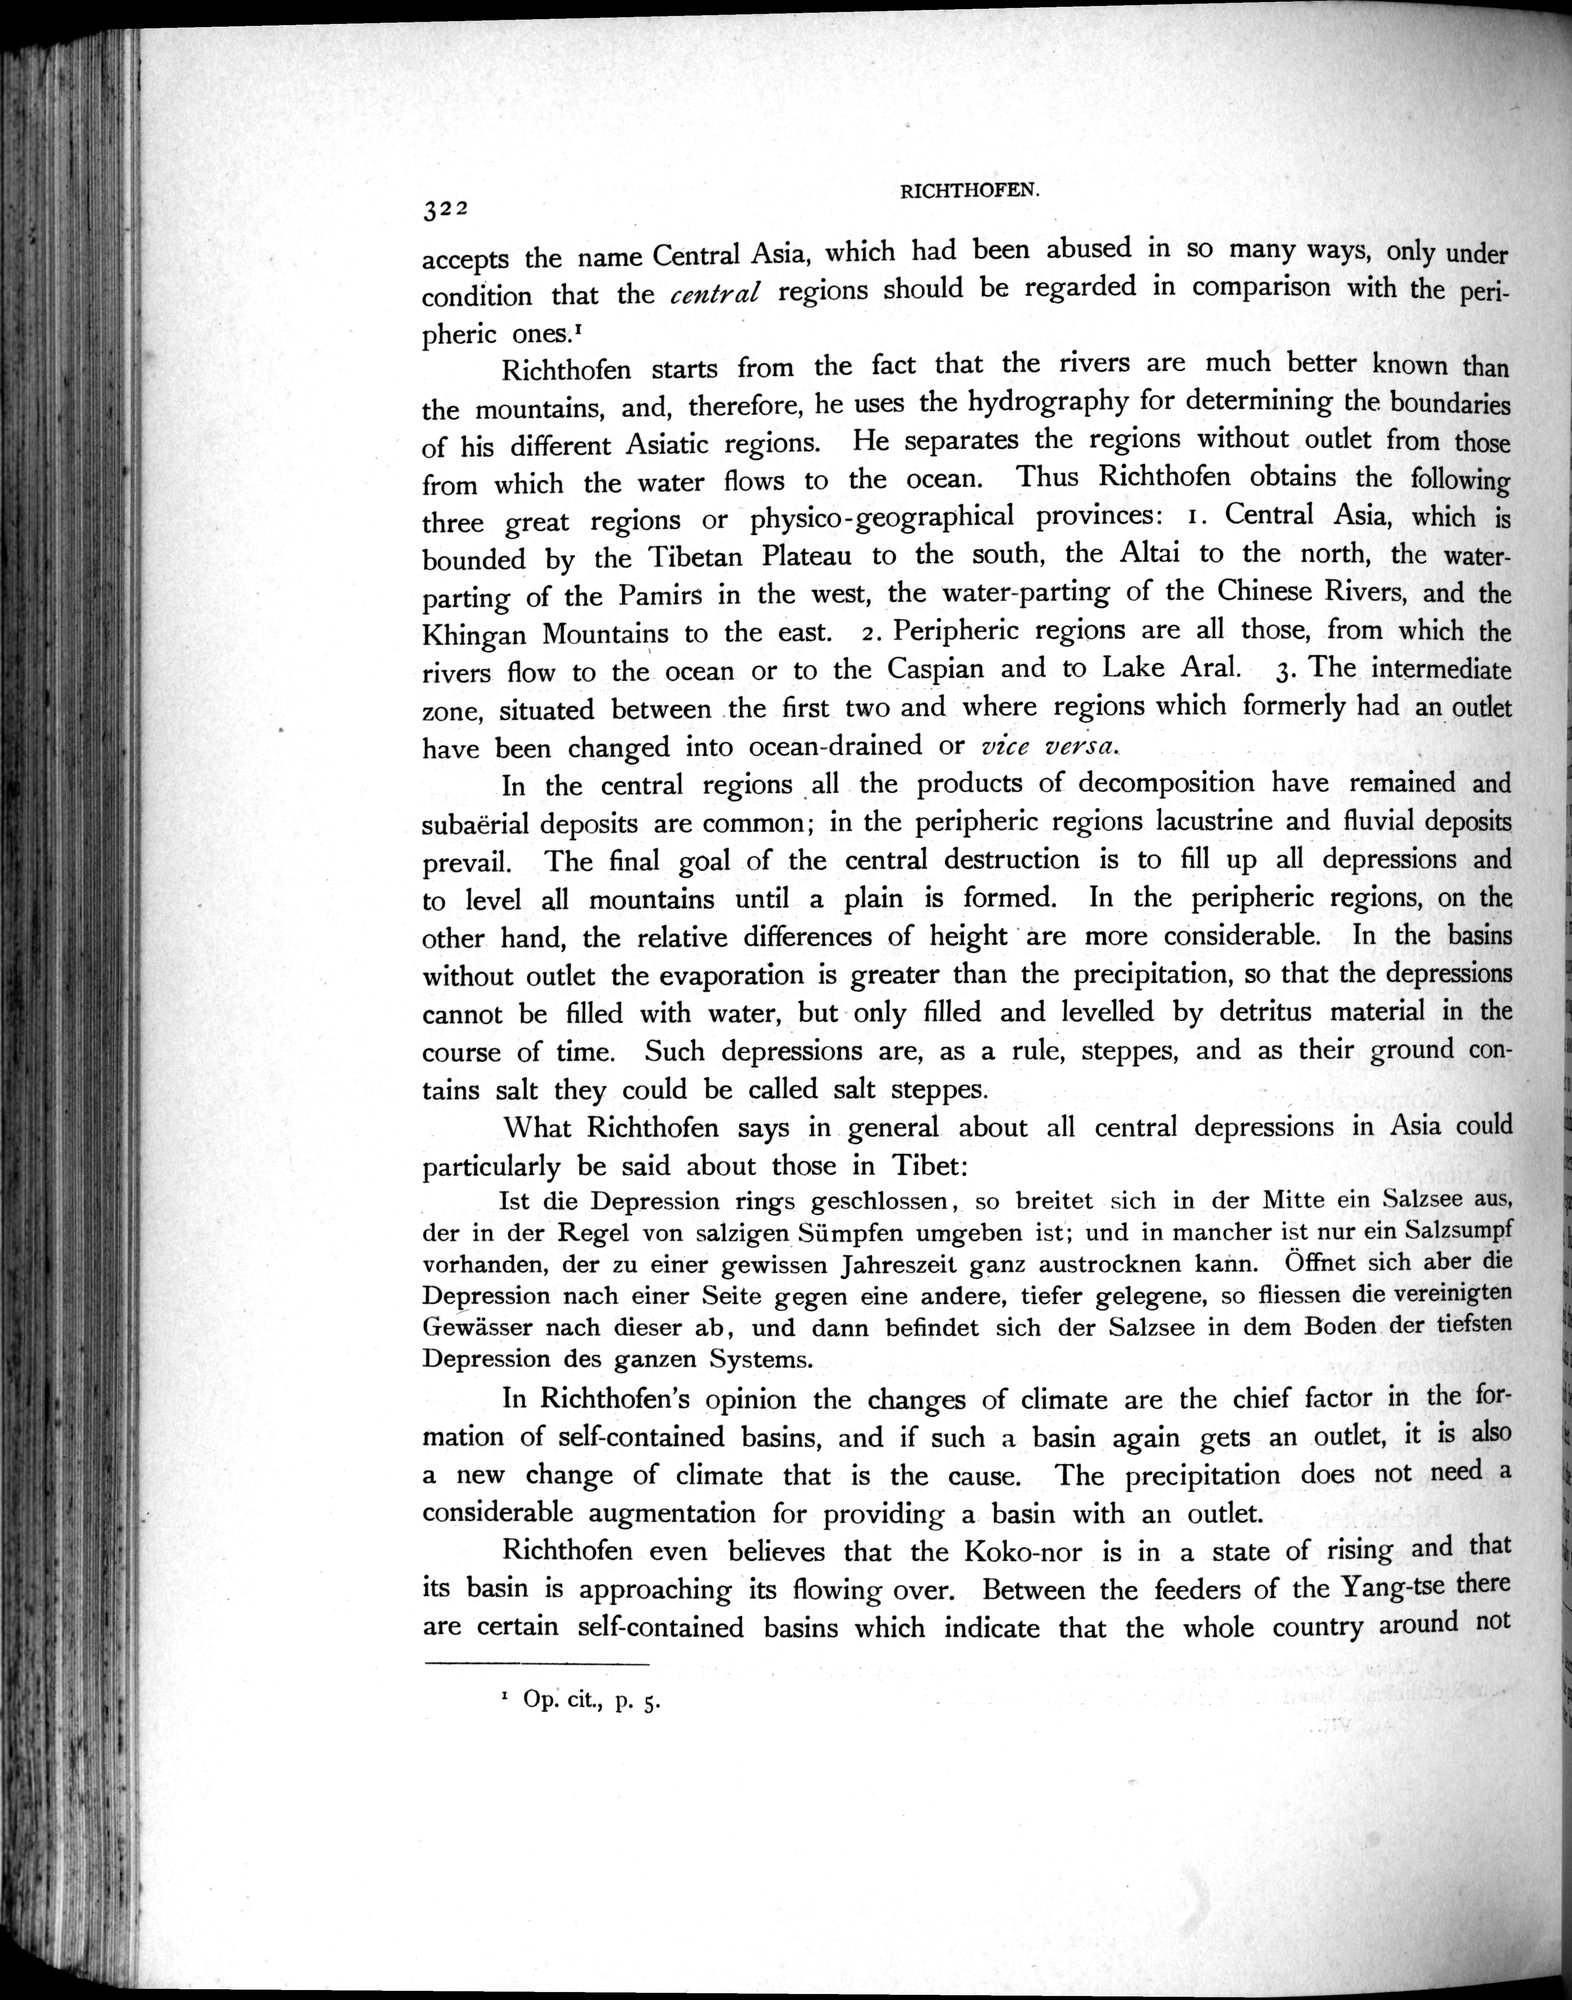 322
RICHTHOFEN.
accepts the name Central Asia, which had been abused in so many ways, only under
condition that the central regions should be regarded in comparison with the peri-
pheric ones.¹
Richthofen starts from the fact that the rivers are much better known than
the mountains, and, therefore, he uses the hydrography for determining the boundaries
of his different Asiatic regions. He separates the regions without outlet from those
from which the water flows to the ocean. Thus Richthofen obtains the following
three great regions or physico-geographical provinces: 1. Central Asia, which is
bounded by the Tibetan Plateau to the south, the Altai to the north, the water-
parting of the Pamirs in the west, the water-parting of the Chinese Rivers, and the
Khingan Mountains to the east. 2. Peripheric regions are all those, from which the
rivers flow to the ocean or to the Caspian and to Lake Aral. 3. The intermediate
zone, situated between the first two and where regions which formerly had an outlet
have been changed into ocean-drained or vice versa.
In the central regions all the products of decomposition have remained and
subaërial deposits are common; in the peripheric regions lacustrine and fluvial deposits
prevail. The final goal of the central destruction is to fill up all depressions and
to level all mountains until a plain is formed. In the peripheric regions, on the
other hand, the relative differences of height are more considerable. In the basins
without outlet the evaporation is greater than the precipitation, so that the depressions
cannot be filled with water, but only filled and levelled by detritus material in the
course of time. Such depressions are, as a rule, steppes, and as their ground con-
tains salt they could be called salt steppes.
What Richthofen says in general about all central depressions in Asia could
particularly be said about those in Tibet:
Ist die Depression rings geschlossen, so breitet sich in der Mitte ein Salzsee aus,
der in der Regel von salzigen Sümpfen umgeben ist; und in mancher ist nur ein Salzsumpf
vorhanden, der zu einer gewissen Jahreszeit ganz austrocknen kann. Öffnet sich aber die
Depression nach einer Seite gegen eine andere, tiefer gelegene, so fliessen die vereinigten
Gewässer nach dieser ab, und dann befindet sich der Salzsee in dem Boden der tiefsten
Depression des ganzen Systems.
In Richthofen's opinion the changes of climate are the chief factor in the for-
mation of self-contained basins, and if such a basin again gets an outlet, it is also
a new change of climate that is the cause. The precipitation does not need a
considerable augmentation for providing a basin with an outlet.
Richthofen even believes that the Koko-nor is in a state of rising and that
its basin is approaching its flowing over. Between the feeders of the Yang-tse there
are certain self-contained basins which indicate that the whole country around not
¹ Op. cit., p. 5.